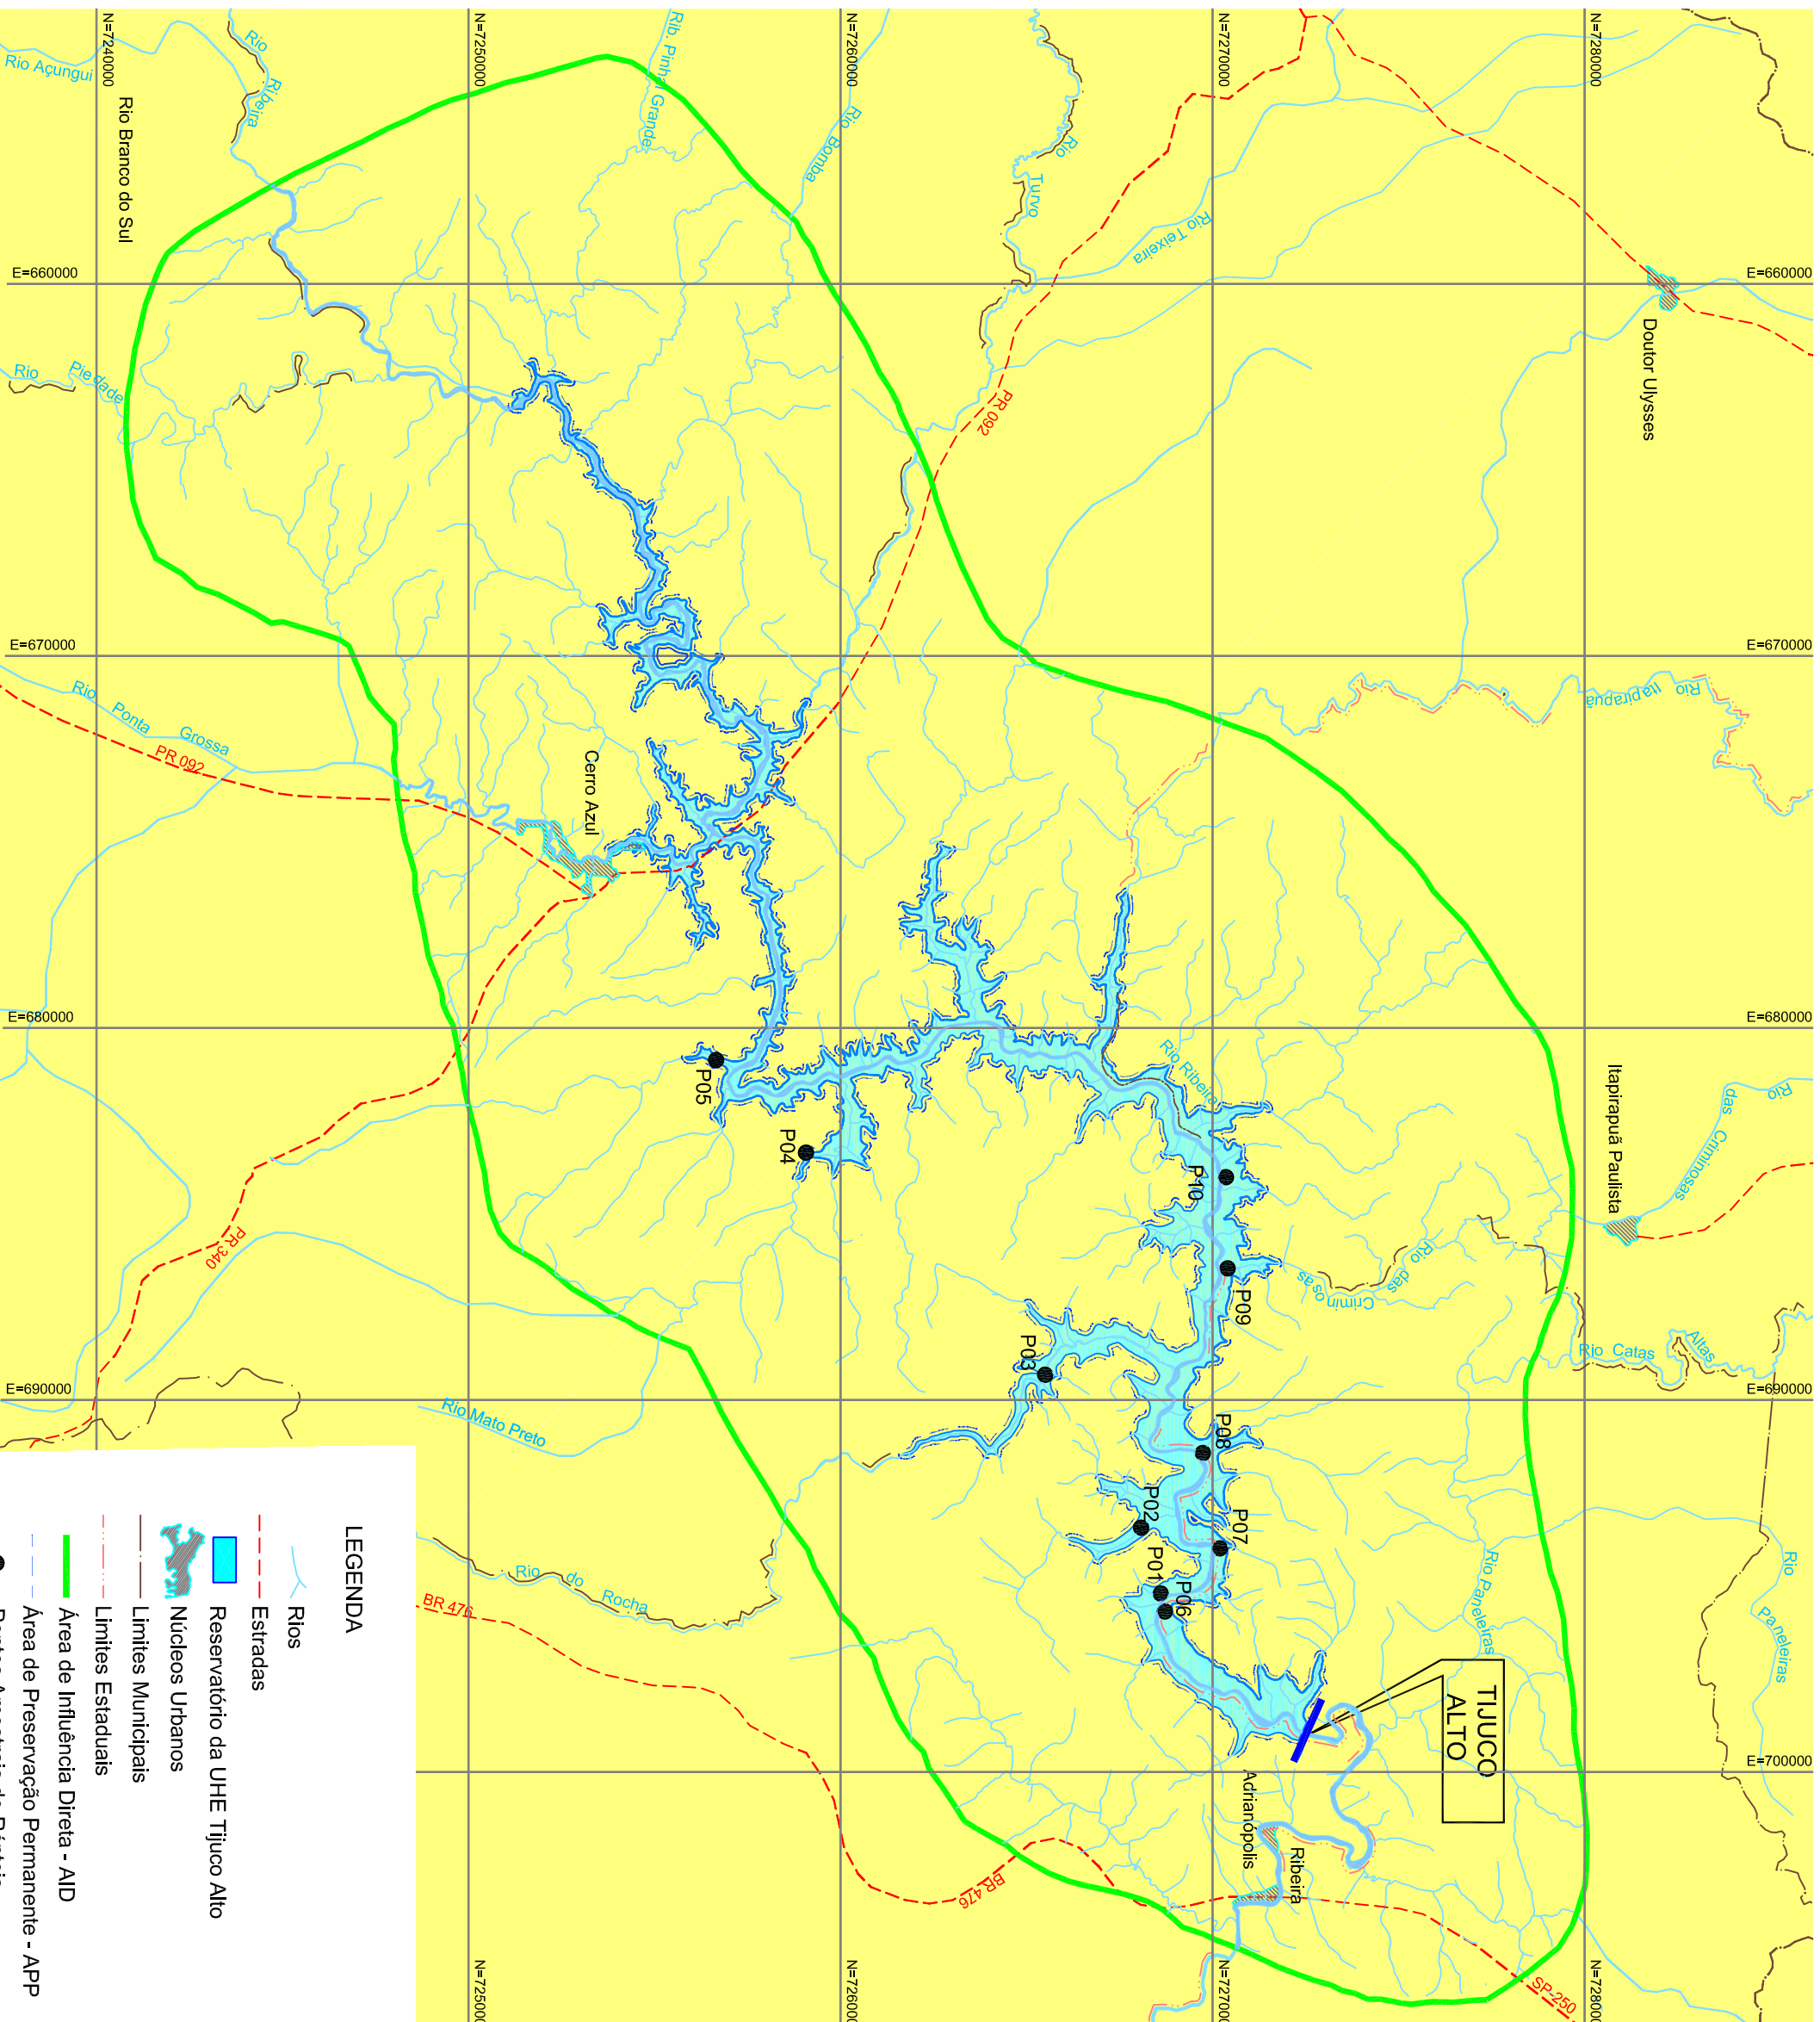 N=7240000
N=7250000
N=7260000
N=7270000
N=7280000
Rio Açungui
Rio
Ribeira
Rib. Pinhal Grande
Rio
Bomba
Rio
Turvo
Rio Teixeira
Rio Branco do Sul
E=660000
E=660000
Doutor Ulysses
Rio
Piedade
PR 092
E=670000
E=670000
Rio
Ponta
Grossa
PR 092
Rio Itapirapuã
Cerro Azul
E=680000
E=680000
Rio Ribeira
P05
P04
P10
Itapirapuã Paulista
Rio
das
Criminosas
PR 340
Rio
das
Criminosas
P09
P03
Rio Catas
Altas
E=690000
E=690000
Rio Mato Preto
P08
P02
P07
P01
P06
Rio
do
Rocha
BR 476
Rio Paneleiras
Rio
Paneleiras
TIJUCO
ALTO
E=700000
Adrianópolis
Ribeira
BR 476
SP-250
LEGENDA
Rios
Estradas
Reservatório da UHE Tijuco Alto
Núcleos Urbanos
Limites Municipais
Limites Estaduais
Área de Influência Direta - AID
Área de Preservação Permanente - APP